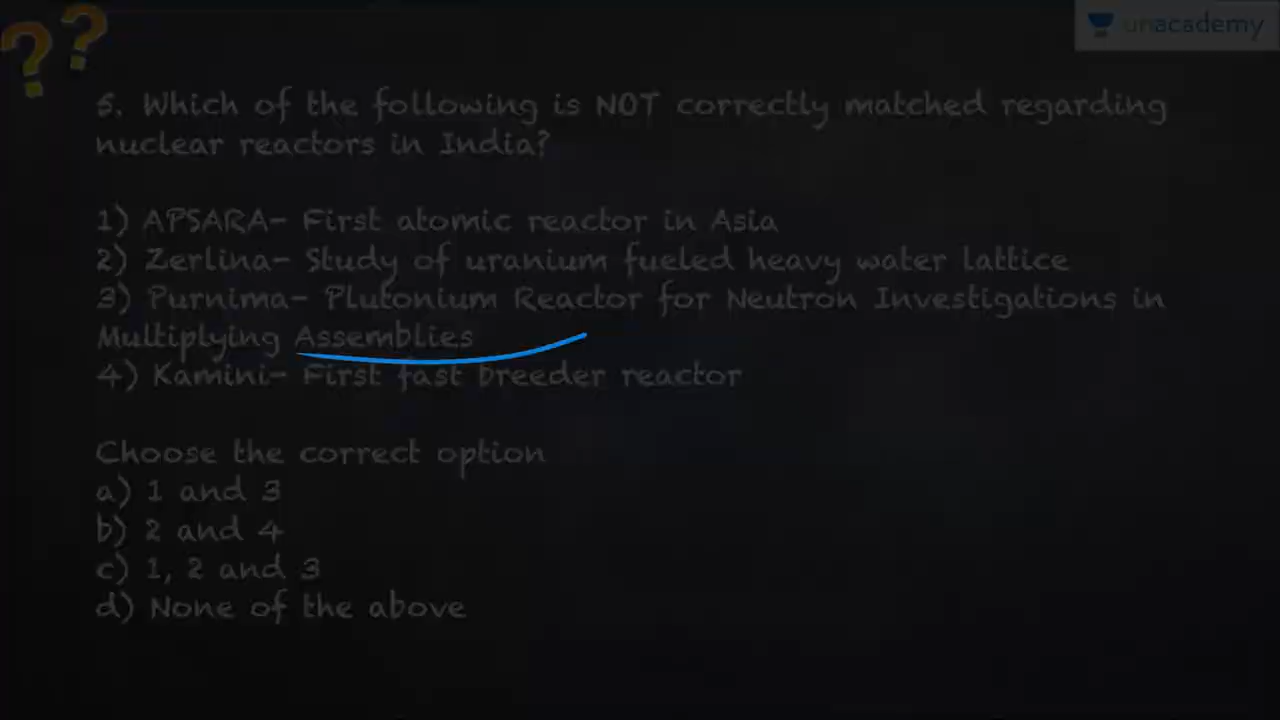 ??
unacademy
5. Which of the following is NOT correctly matched regarding
nuclear reactors in India?
1) APSARA- First atomic reactor in Asia
2) Zerlina- Study of uranium fueled heavy water lattice
3) Purnima- Plutonium Reactor for Neutron Investigations in
Multiplying Assemblies
4) Kamini- First fast breeder reactor
Choose the correct option
a) 1 and 3
b) 2 and 4
c) 1, 2 and 3
d) None of the above